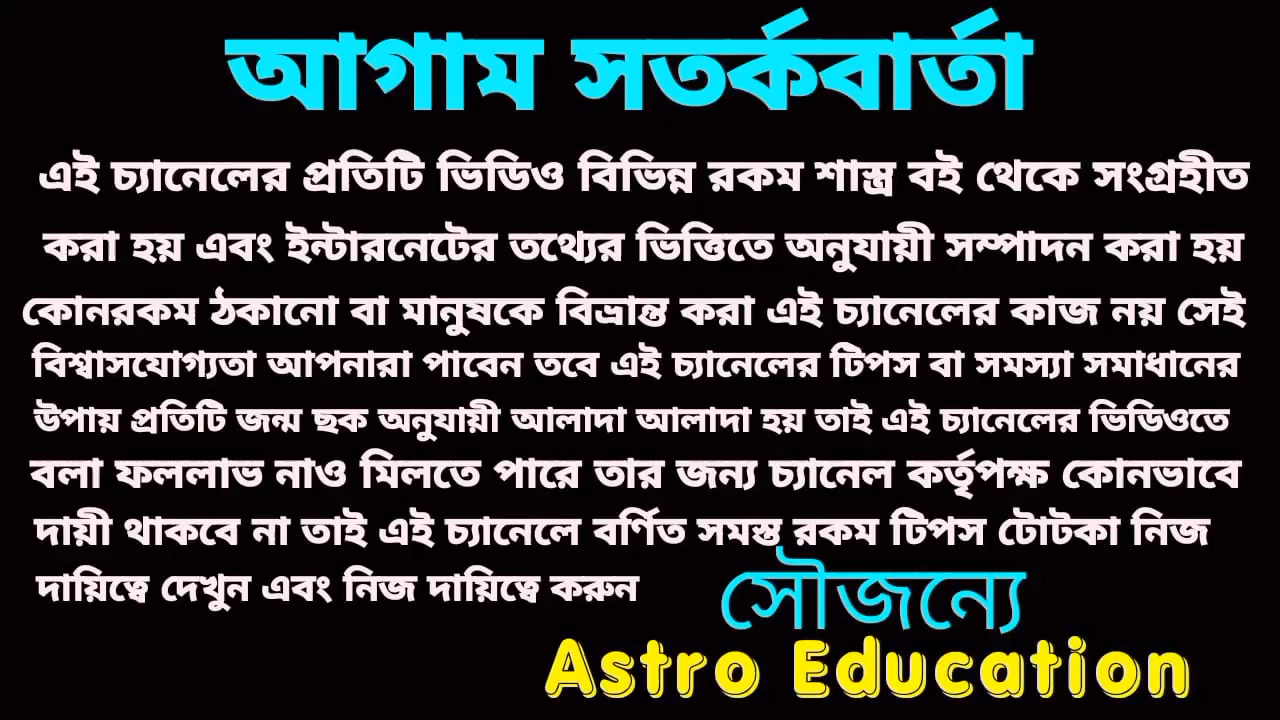 আগাম সতর্কবার্তা
এই চ্যানেলের প্রতিটি ভিডিও বিভিন্ন রকম শাস্ত্র বই থেকে সংগ্রহীত
করা হয় এবং ইন্টারনেটের তথ্যের ভিত্তিতে অনুযায়ী সম্পাদন করা হয়
কোনরকম ঠকানো বা মানুষকে বিভ্রান্ত করা এই চ্যানেলের কাজ নয় সেই
বিশ্বাসযোগ্যতা আপনারা পাবেন তবে এই চ্যানেলের টিপস বা সমস্যা সমাধানের
উপায় প্রতিটি জন্ম ছক অনুযায়ী আলাদা আলাদা হয় তাই এই চ্যানেলের ভিডিওতে
বলা ফললাভ নাও মিলতে পারে তার জন্য চ্যানেল কর্তৃপক্ষ কোনভাবে
দায়ী থাকবে না তাই এই চ্যানেলে বর্ণিত সমস্ত রকম টিপস টোটকা নিজ
দায়িত্বে দেখুন এবং নিজ দায়িত্বে করুন
সৌজন্যে
Astro Education